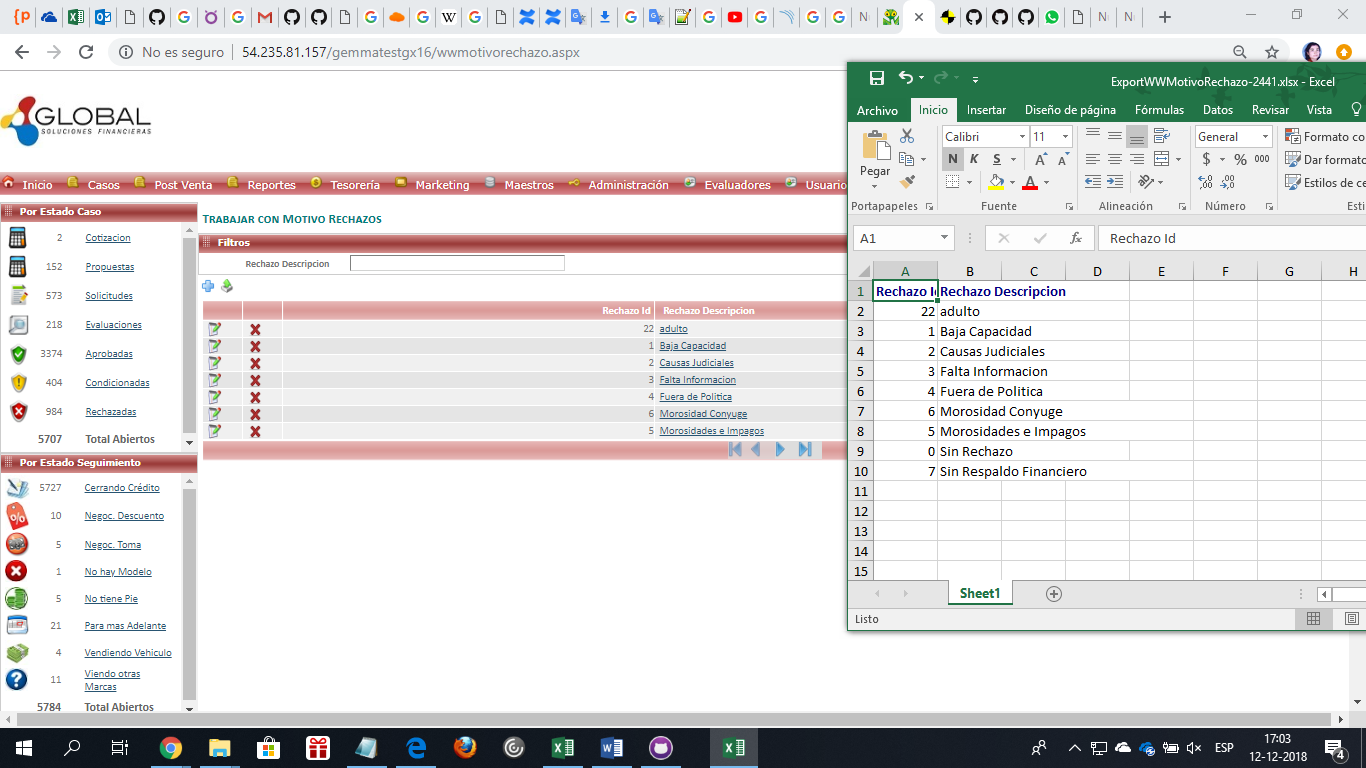 No es seguro | 54.235.81.157/gemmatestgx16/wwmotivorechazo.aspx
GLOBAL
SOLUCIONES FINANCIERAS
Inicio Casos Post Venta Reportes Tesorería Marketing Maestros Administración Evaluadores Usuario
Por Estado Caso
2 Cotizacion
152 Propuestas
573 Solicitudes
218 Evaluaciones
3374 Aprobadas
404 Condicionadas
984 Rechazadas
5707 Total Abiertos
Por Estado Seguimiento
5727 Cerrando Crédito
10 Negoc. Descuento
5 Negoc. Toma
1 No hay Modelo
5 No tiene Pie
21 Para mas Adelante
4 Vendiendo Vehiculo
11 Viendo otras
Marcas
5784 Total Abiertos
Trabajar con Motivo Rechazos
Filtros
Rechazo Descripcion
Rechazo Id Rechazo Descripcion
22 adulto
1 Baja Capacidad
2 Causas Judiciales
3 Falta Informacion
4 Fuera de Politica
6 Morosidad Conyuge
5 Morosidades e Impagos
ExportWWMotivoRechazo-2441.xlsx - Excel
Archivo Inicio Insertar Diseño de página Fórmulas Datos Revisar Vista
Pegar
Calibri 11
N K S
General
$ % 000
Formato co
Dar formato
Estilos de ce
Portapapeles Fuente Alineación Número Esti
A1 fx Rechazo Id
A B C D E F G H
1 Rechazo Id Rechazo Descripcion
2 22 adulto
3 1 Baja Capacidad
4 2 Causas Judiciales
5 3 Falta Informacion
6 4 Fuera de Politica
7 6 Morosidad Conyuge
8 5 Morosidades e Impagos
9 0 Sin Rechazo
10 7 Sin Respaldo Financiero
11
12
13
14
15
Sheet1
Listo
ESP
17:03
12-12-2018
4